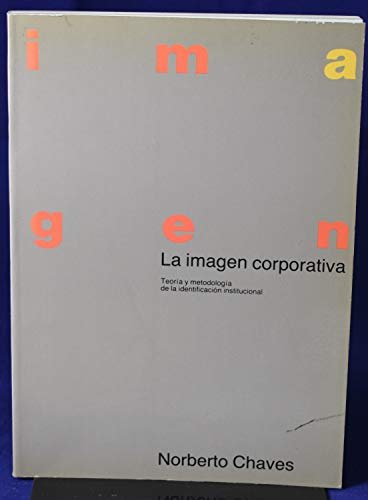 i m a
g e n
La imagen corporativa
Teoría y metodología
de la identificación institucional
Norberto Chaves